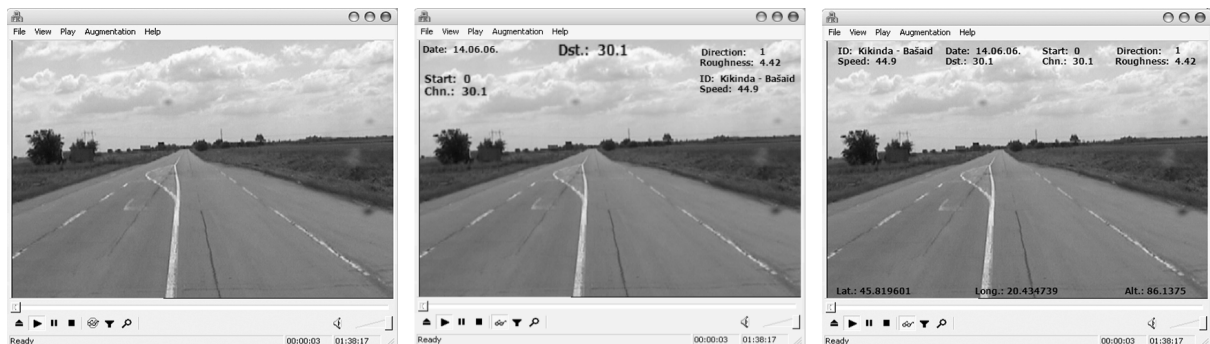 File View Play Augmentation Help
Ready 00:00:03 01:38:17
File View Play Augmentation Help
Date: 14.06.06. Dst.: 30.1 Direction: 1
Roughness: 4.42
Start: 0 ID: Kikinda - Bašaid
Chn.: 30.1 Speed: 44.9
Ready 00:00:03 01:38:17
File View Play Augmentation Help
ID: Kikinda - Bašaid Date: 14.06.06. Start: 0 Direction: 1
Speed: 44.9 Dst.: 30.1 Chn.: 30.1 Roughness: 4.42
Lat.: 45.819601 Long.: 20.434739 Alt.: 86.1375
Ready 00:00:03 01:38:17